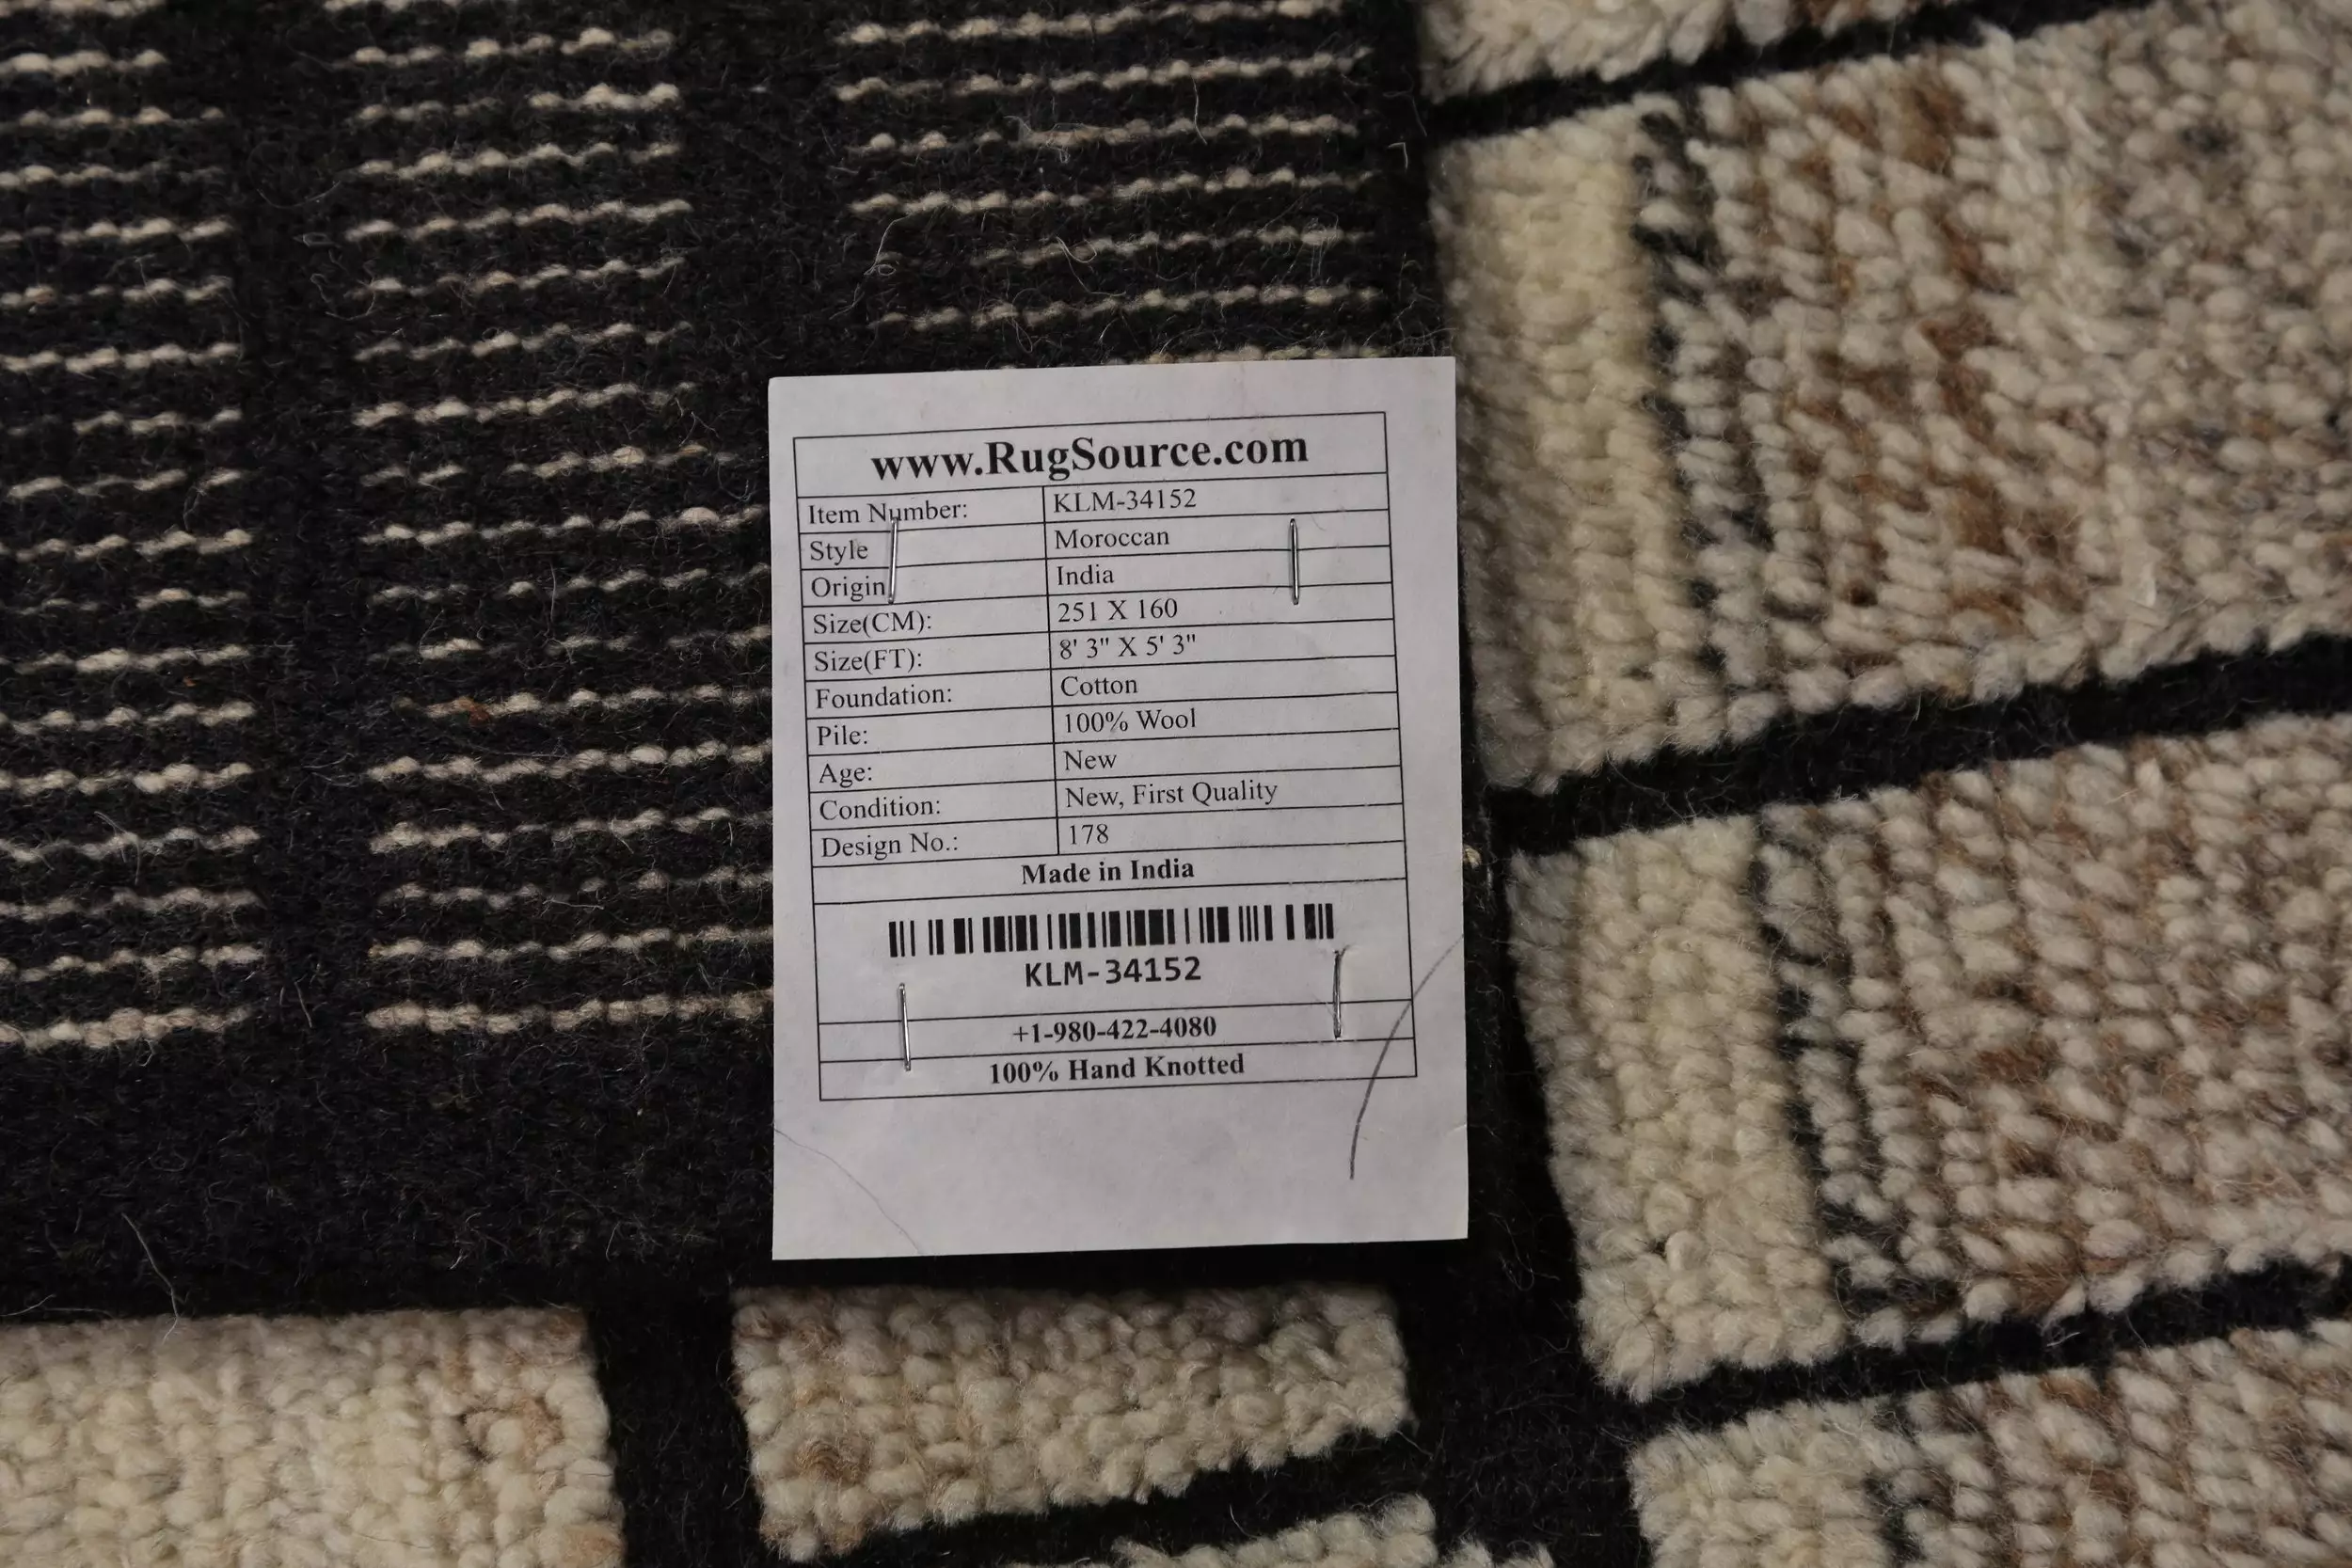 www.RugSource.com
Item Number: KLM-34152
Style Moroccan
Origin India
Size(CM): 251 X 160
Size(FT): 8' 3" X 5' 3"
Foundation: Cotton
Pile: 100% Wool
Age: New
Condition: New, First Quality
Design No.: 178
Made in India
KLM-34152
+1-980-422-4080
100% Hand Knotted